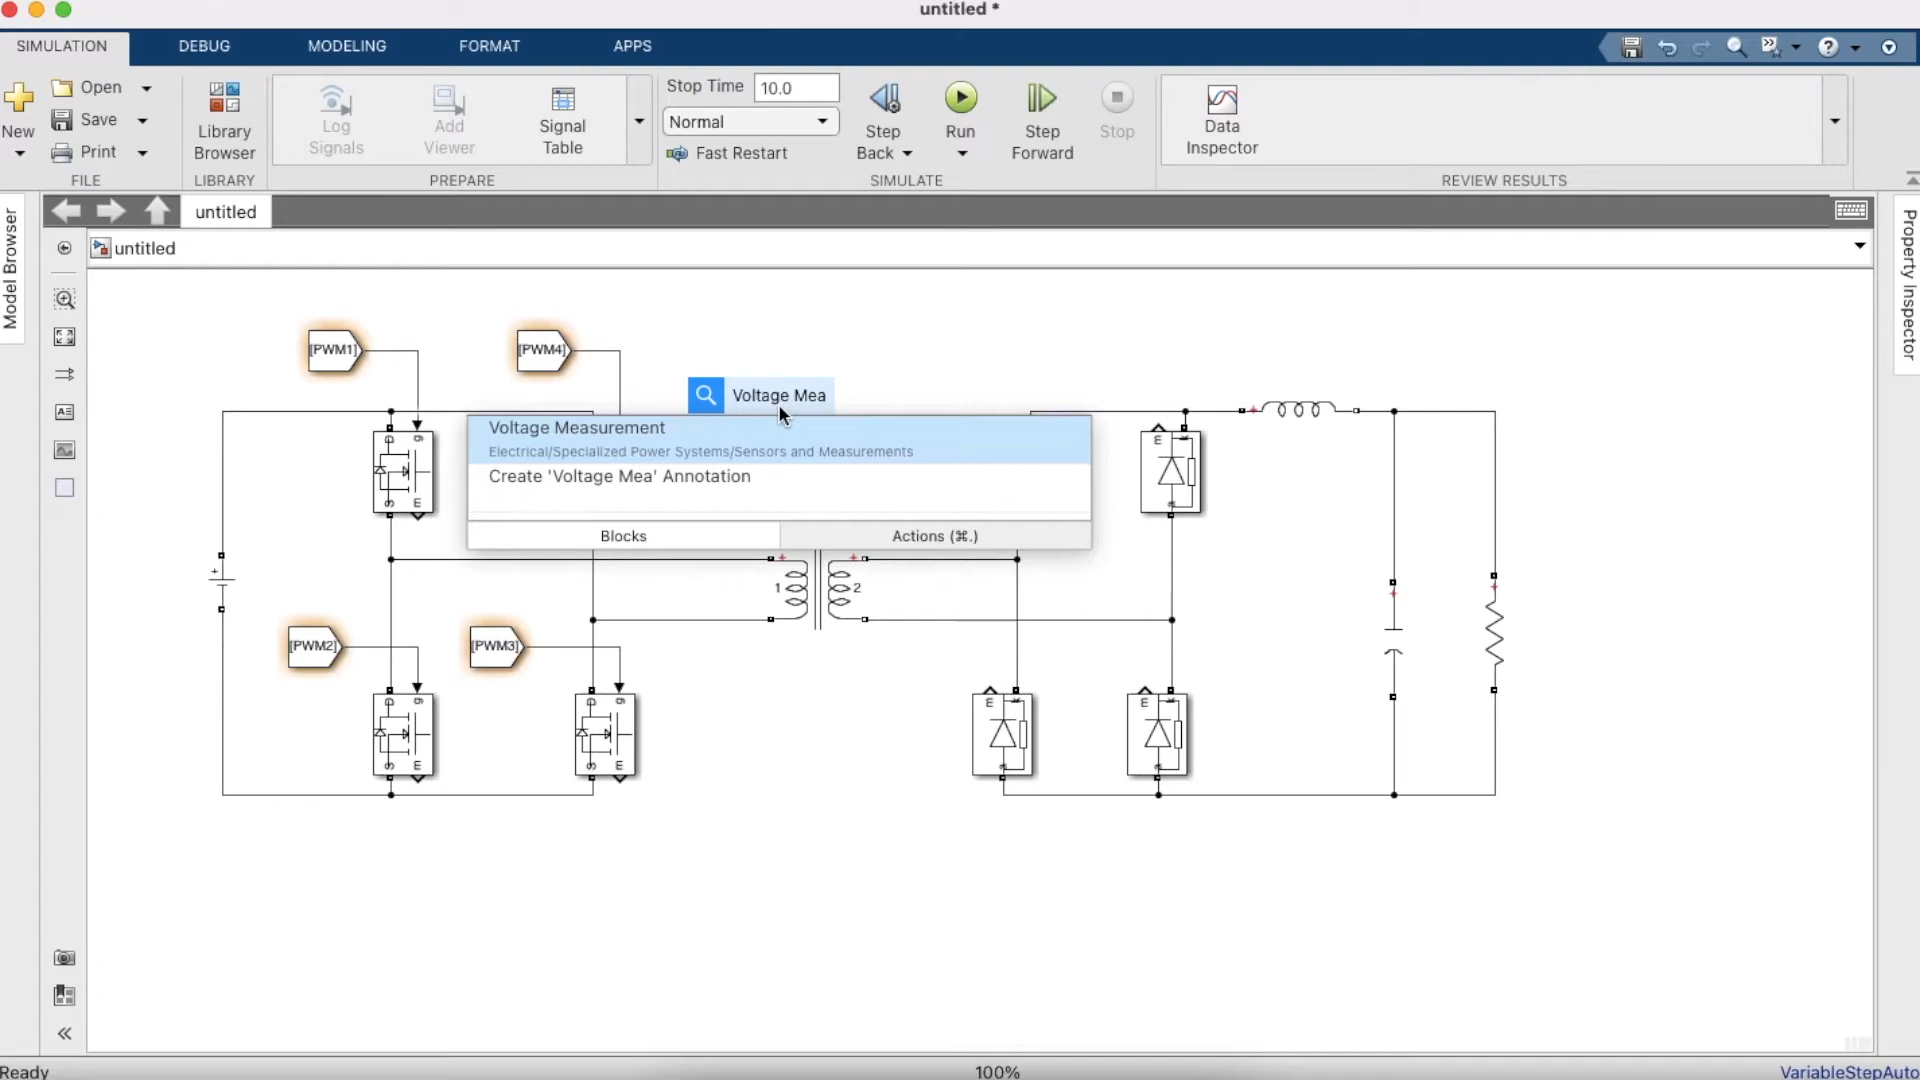 untitled *
SIMULATION
DEBUG
MODELING
FORMAT
APPS
New
Open
Save
Print
FILE
Library
Browser
LIBRARY
Log
Signals
Add
Viewer
Signal
Table
PREPARE
Stop Time 10.0
Normal
Fast Restart
Step
Back
Run
Step
Forward
Stop
SIMULATE
Data
Inspector
REVIEW RESULTS
Model Browser
Property Inspector
untitled
untitled
[PWM1]
[PWM4]
Voltage Mea
Voltage Measurement
Electrical/Specialized Power Systems/Sensors and Measurements
Create 'Voltage Mea' Annotation
Blocks
Actions (⌘.)
D
g
S
m
m
k
a
+
+
+
1
2
+
+
+
[PWM2]
[PWM3]
D
g
S
m
D
g
S
m
m
k
a
m
k
a
Ready
100%
VariableStepAuto